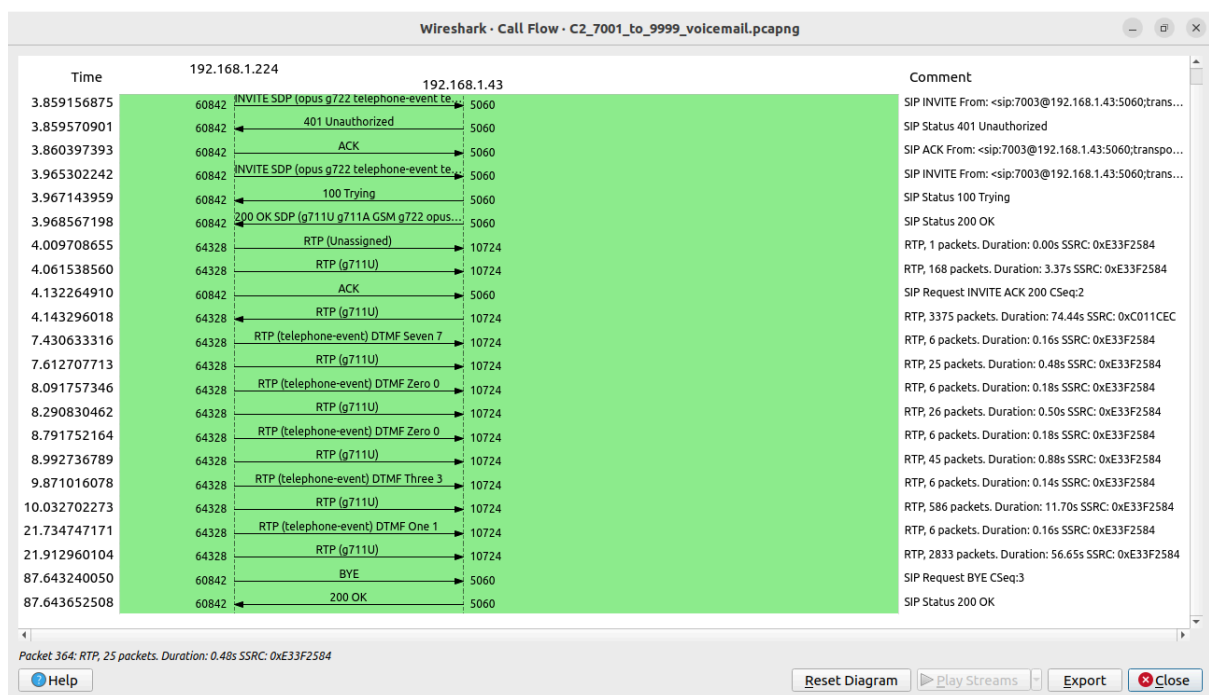 Wireshark · Call Flow · C2_7001_to_9999_voicemail.pcapng
Time 192.168.1.224 192.168.1.43 Comment
3.859156875 60842 INVITE SDP (opus g722 telephone-event te... 5060 SIP INVITE From: <sip:7003@192.168.1.43:5060;trans...
3.859570901 60842 401 Unauthorized 5060 SIP Status 401 Unauthorized
3.860397393 60842 ACK 5060 SIP ACK From: <sip:7003@192.168.1.43:5060;transpo...
3.965302242 60842 INVITE SDP (opus g722 telephone-event te... 5060 SIP INVITE From: <sip:7003@192.168.1.43:5060;trans...
3.967143959 60842 100 Trying 5060 SIP Status 100 Trying
3.968567198 60842 200 OK SDP (g711U g711A GSM g722 opus... 5060 SIP Status 200 OK
4.009708655 64328 RTP (Unassigned) 10724 RTP, 1 packets. Duration: 0.00s SSRC: 0xE33F2584
4.061538560 64328 RTP (g711U) 10724 RTP, 168 packets. Duration: 3.37s SSRC: 0xE33F2584
4.132264910 60842 ACK 5060 SIP Request INVITE ACK 200 CSeq:2
4.143296018 64328 RTP (g711U) 10724 RTP, 3375 packets. Duration: 74.44s SSRC: 0xC011CEC
7.430633316 64328 RTP (telephone-event) DTMF Seven 7 10724 RTP, 6 packets. Duration: 0.16s SSRC: 0xE33F2584
7.612707713 64328 RTP (g711U) 10724 RTP, 25 packets. Duration: 0.48s SSRC: 0xE33F2584
8.091757346 64328 RTP (telephone-event) DTMF Zero 0 10724 RTP, 6 packets. Duration: 0.18s SSRC: 0xE33F2584
8.290830462 64328 RTP (g711U) 10724 RTP, 26 packets. Duration: 0.50s SSRC: 0xE33F2584
8.791752164 64328 RTP (telephone-event) DTMF Zero 0 10724 RTP, 6 packets. Duration: 0.18s SSRC: 0xE33F2584
8.992736789 64328 RTP (g711U) 10724 RTP, 45 packets. Duration: 0.88s SSRC: 0xE33F2584
9.871016078 64328 RTP (telephone-event) DTMF Three 3 10724 RTP, 6 packets. Duration: 0.14s SSRC: 0xE33F2584
10.032702273 64328 RTP (g711U) 10724 RTP, 586 packets. Duration: 11.70s SSRC: 0xE33F2584
21.734747171 64328 RTP (telephone-event) DTMF One 1 10724 RTP, 6 packets. Duration: 0.16s SSRC: 0xE33F2584
21.912960104 64328 RTP (g711U) 10724 RTP, 2833 packets. Duration: 56.65s SSRC: 0xE33F2584
87.643240050 60842 BYE 5060 SIP Request BYE CSeq:3
87.643652508 60842 200 OK 5060 SIP Status 200 OK
Packet 364: RTP, 25 packets. Duration: 0.48s SSRC: 0xE33F2584
Help Reset Diagram Play Streams Export Close